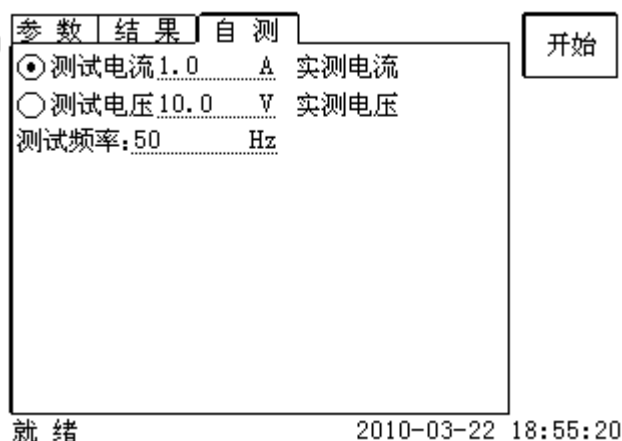 参 数 结 果 自 测
开始
测试电流1.0 A 实测电流
测试电压10.0 V 实测电压
测试频率:50 Hz
就 绪 2010-03-22 18:55:20